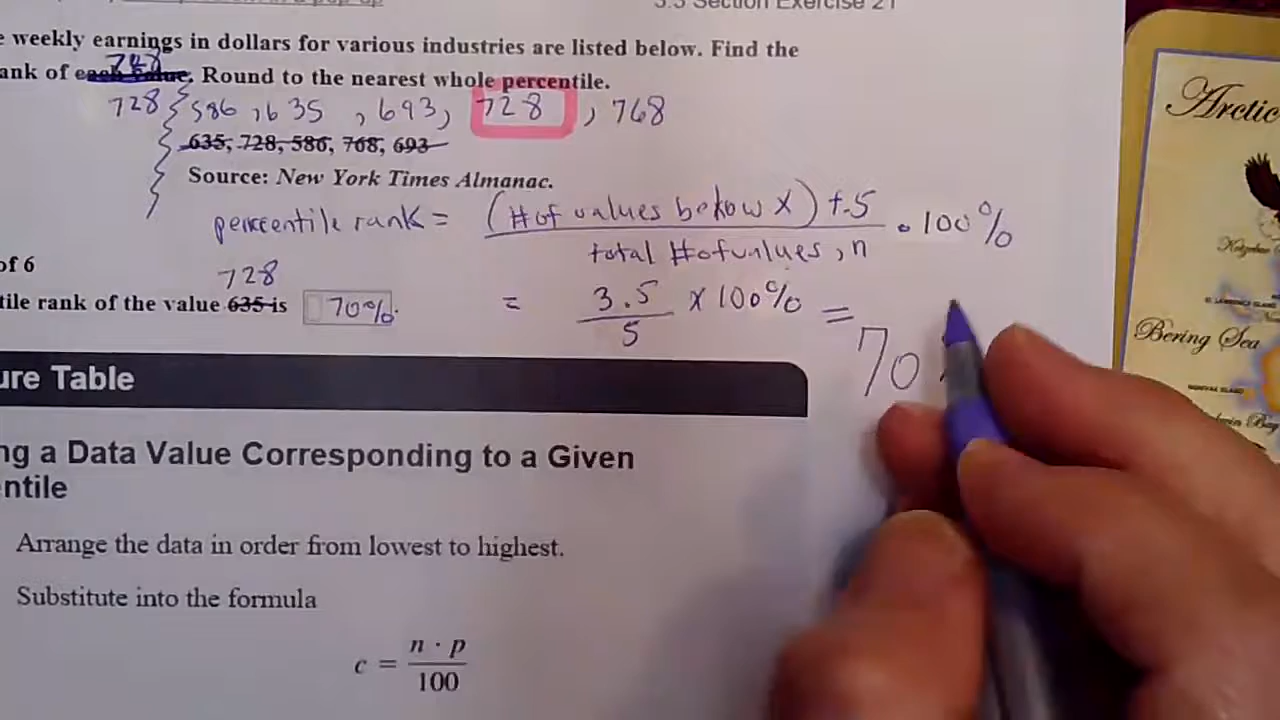 3.3 Section Exercise 21
e weekly earnings in dollars for various industries are listed below. Find the
728
ank of each value. Round to the nearest whole percentile.
728 586, 635, 693, 728, 768
635, 728, 586, 768, 693
Source: New York Times Almanac.
percentile rank = (# of values below x) + .5 · 100%
total # of values, n
of 6
728
tile rank of the value 635 is 70%.
= 3.5 × 100% =
5
70
ure Table
ng a Data Value Corresponding to a Given
entile
Arrange the data in order from lowest to highest.
Substitute into the formula
c = n · p
100
Arctic
Bering Sea